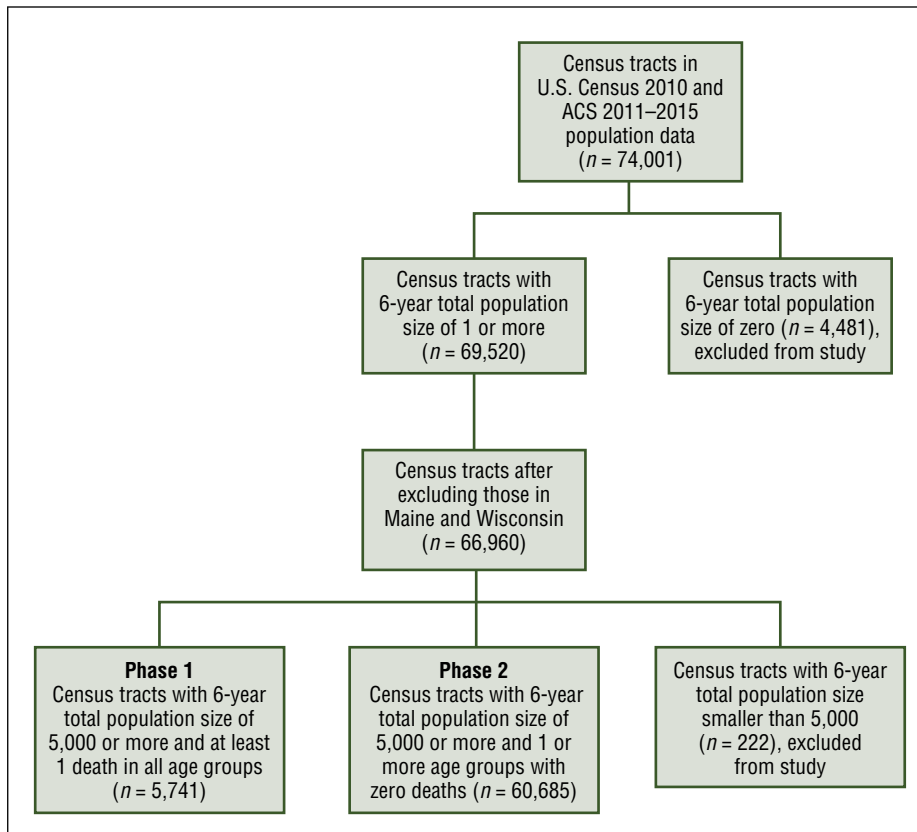 Census tracts in
U.S. Census 2010 and
ACS 2011–2015
population data
(n = 74,001)
Census tracts with
6-year total population
size of 1 or more
(n = 69,520)
Census tracts with
6-year total population
size of zero (n = 4,481),
excluded from study
Census tracts after
excluding those in
Maine and Wisconsin
(n = 66,960)
Phase 1
Census tracts with 6-year
total population size of
5,000 or more and at least
1 death in all age groups
(n = 5,741)
Phase 2
Census tracts with 6-year
total population size of
5,000 or more and 1 or
more age groups with
zero deaths (n = 60,685)
Census tracts with 6-year
total population size
smaller than 5,000
(n = 222), excluded
from study